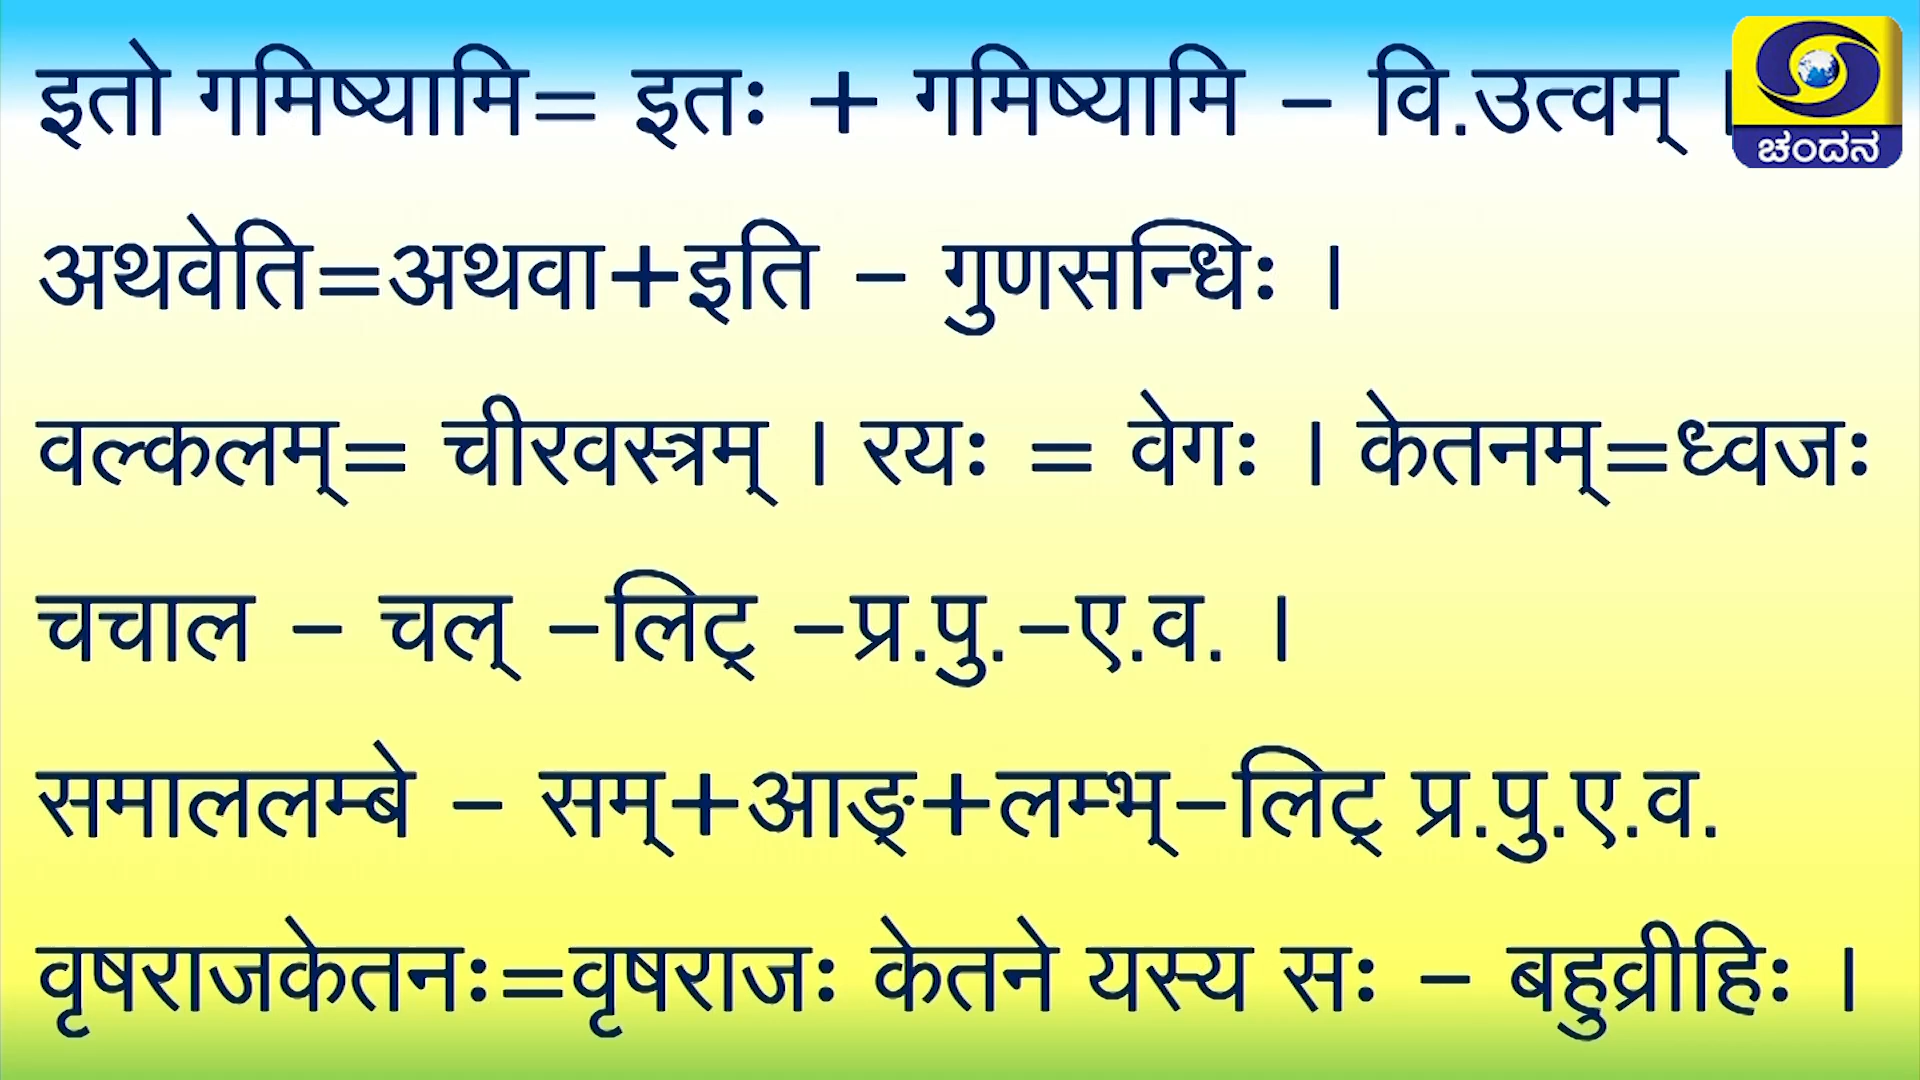 इतो गमिष्यामि= इतः + गमिष्यामि – वि.उत्वम् ।
ಚಂದನ
अथवेति=अथवा+इति – गुणसन्धिः ।
वल्कलम्= चीरवस्त्रम् । रयः = वेगः । केतनम्=ध्वजः
चचाल – चल् –लिट् –प्र.पु.–ए.व. ।
समाललम्बे – सम्+आङ्+लम्भ्–लिट् प्र.पु.ए.व.
वृषराजकेतनः=वृषराजः केतने यस्य सः – बहुव्रीहिः ।